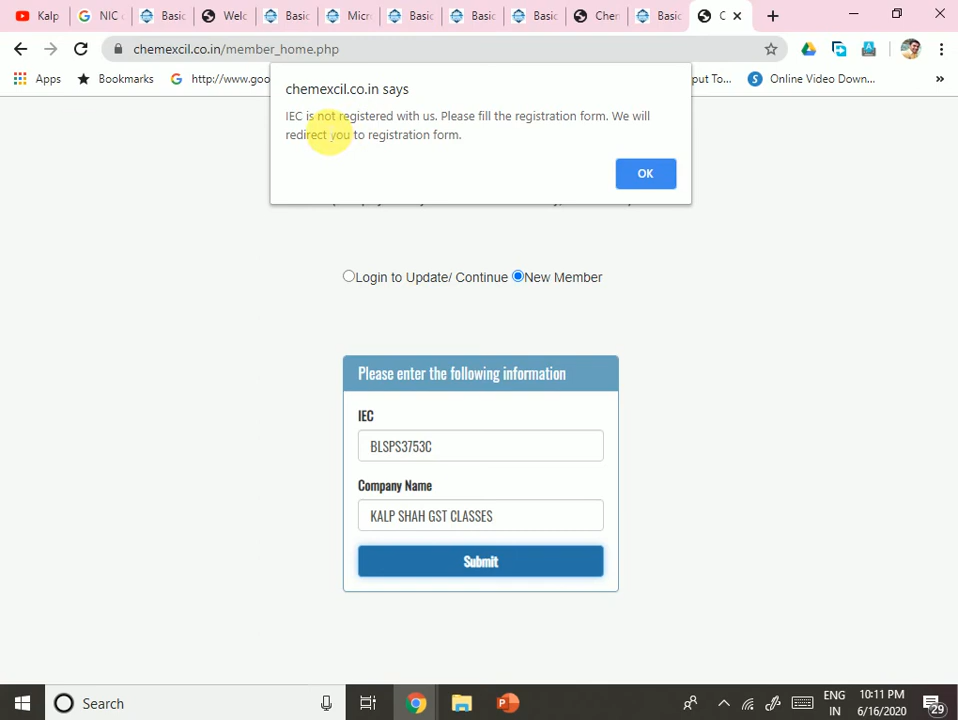 Kalp
NIC
Basic
Welc
Basic
Micr
Basic
Basic
Basic
Cher
Basic
C
chemexcil.co.in/member_home.php
Apps
Bookmarks
http://www.goo
put To...
Online Video Down...
»
chemexcil.co.in says
IEC is not registered with us. Please fill the registration form. We will
redirect you to registration form.
OK
Login to Update/ Continue
New Member
Please enter the following information
IEC
BLSPS3753C
Company Name
KALP SHAH GST CLASSES
Submit
Search
ENG
IN
10:11 PM
6/16/2020
29